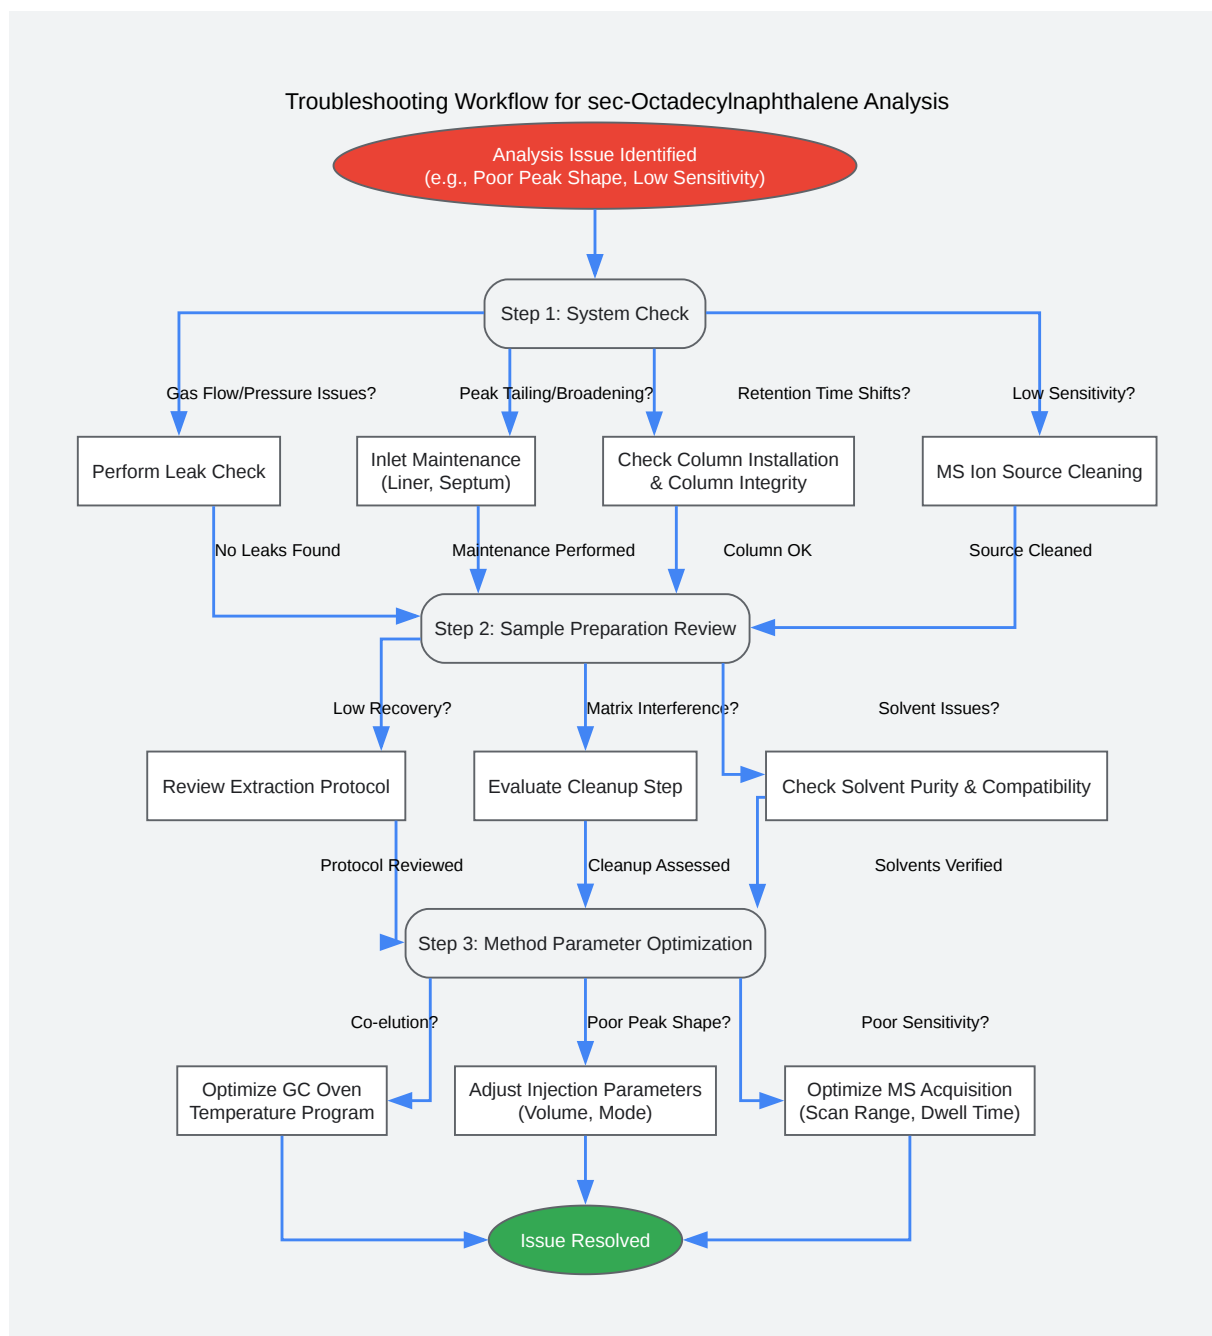 Troubleshooting Workflow for sec-Octadecylnaphthalene Analysis
Analysis Issue Identified
(e.g., Poor Peak Shape, Low Sensitivity)
Step 1: System Check
Gas Flow/Pressure Issues?
Peak Tailing/Broadening?
Retention Time Shifts?
Low Sensitivity?
Perform Leak Check
Inlet Maintenance
(Liner, Septum)
Check Column Installation
& Column Integrity
MS Ion Source Cleaning
No Leaks Found
Maintenance Performed
Column OK
Source Cleaned
Step 2: Sample Preparation Review
Low Recovery?
Matrix Interference?
Solvent Issues?
Review Extraction Protocol
Evaluate Cleanup Step
Check Solvent Purity & Compatibility
Protocol Reviewed
Cleanup Assessed
Solvents Verified
Step 3: Method Parameter Optimization
Co-elution?
Poor Peak Shape?
Poor Sensitivity?
Optimize GC Oven
Temperature Program
Adjust Injection Parameters
(Volume, Mode)
Optimize MS Acquisition
(Scan Range, Dwell Time)
Issue Resolved